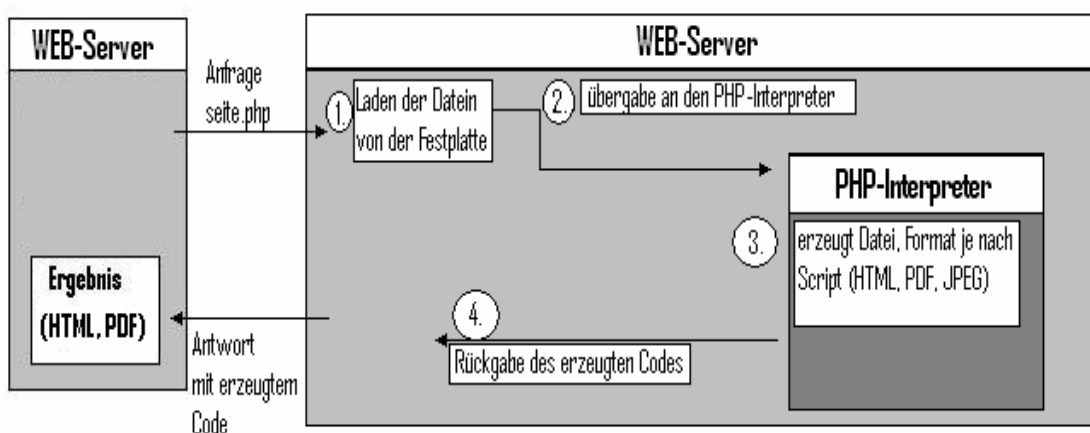 WEB-Server
Anfrage
seite.php
Ergebnis
(HTML, PDF)
Antwort
mit erzeugtem
Code
WEB-Server
1.
Laden der Datein
von der Festplatte
2.
übergabe an den PHP-Interpreter
PHP-Interpreter
3.
erzeugt Datei, Format je nach
Script (HTML, PDF, JPEG)
4.
Rückgabe des erzeugten Codes